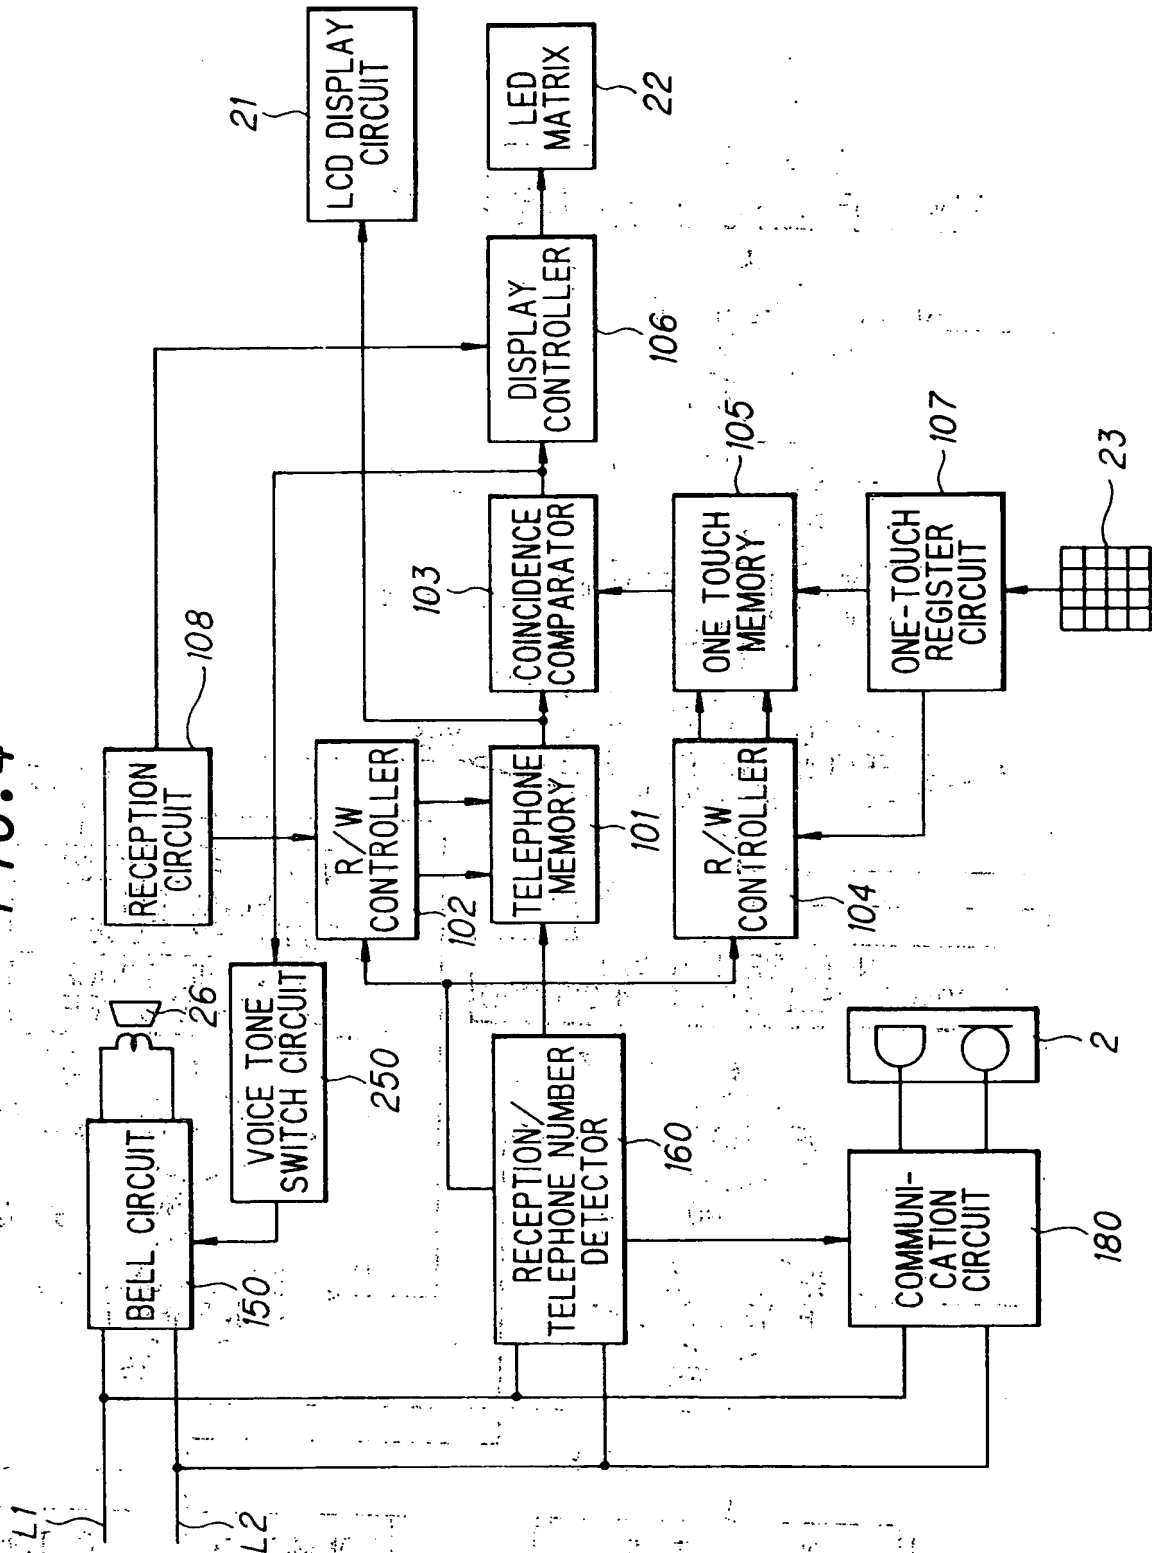 FIG. 4
L1
L2
BELL CIRCUIT
150
26
VOICE TONE
SWITCH CIRCUIT
250
RECEPTION
CIRCUIT
108
R/W
CONTROLLER
102
LCD DISPLAY
CIRCUIT
21
RECEPTION/
TELEPHONE NUMBER
DETECTOR
160
TELEPHONE
MEMORY
101
COINCIDENCE
COMPARATOR
103
DISPLAY
CONTROLLER
106
LED
MATRIX
22
R/W
CONTROLLER
104
ONE TOUCH
MEMORY
105
COMMUNI-
CATION
CIRCUIT
180
2
ONE-TOUCH
REGISTER
CIRCUIT
107
23